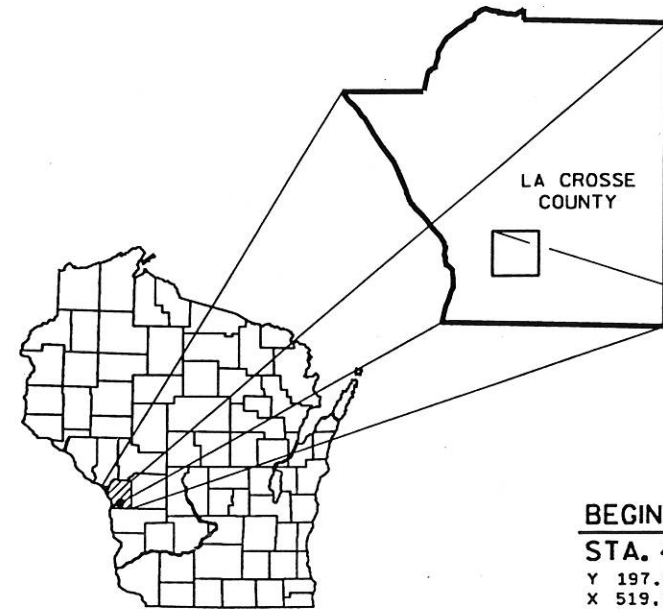 LA CROSSE
COUNTY
BEGIN
STA.
Y 197.
X 519.